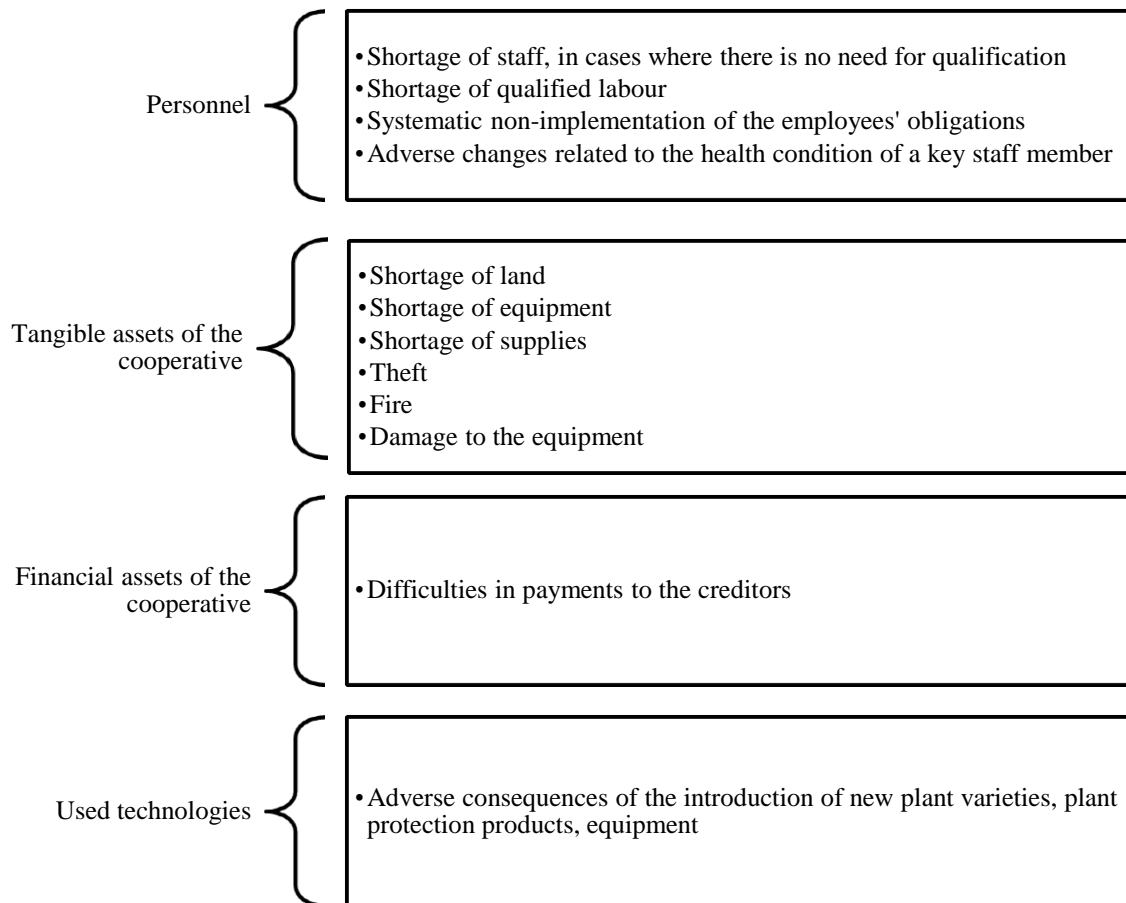 Personnel
•Shortage of staff, in cases where there is no need for qualification
•Shortage of qualified labour
•Systematic non-implementation of the employees' obligations
•Adverse changes related to the health condition of a key staff member
Tangible assets of the
cooperative
•Shortage of land
•Shortage of equipment
•Shortage of supplies
•Theft
•Fire
•Damage to the equipment
Financial assets of the
cooperative
•Difficulties in payments to the creditors
Used technologies
•Adverse consequences of the introduction of new plant varieties, plant
protection products, equipment